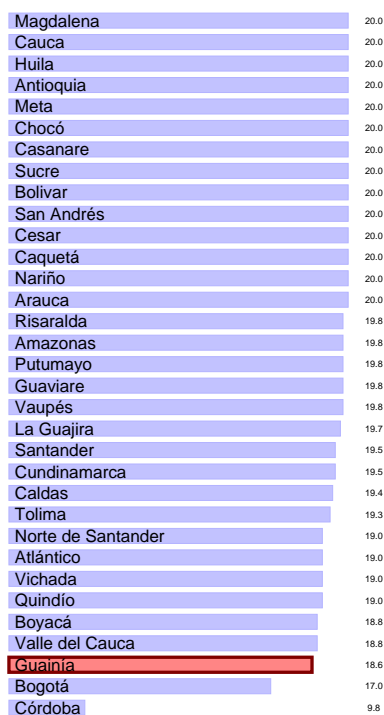 Magdalena 20.0
Cauca 20.0
Huila 20.0
Antioquia 20.0
Meta 20.0
Chocó 20.0
Casanare 20.0
Sucre 20.0
Bolivar 20.0
San Andrés 20.0
Cesar 20.0
Caquetá 20.0
Nariño 20.0
Arauca 20.0
Risaralda 19.8
Amazonas 19.8
Putumayo 19.8
Guaviare 19.8
Vaupés 19.8
La Guajira 19.7
Santander 19.5
Cundinamarca 19.5
Caldas 19.4
Tolima 19.3
Norte de Santander 19.0
Atlántico 19.0
Vichada 19.0
Quindío 19.0
Boyacá 18.8
Valle del Cauca 18.8
Guainía 18.6
Bogotá 17.0
Córdoba 9.8